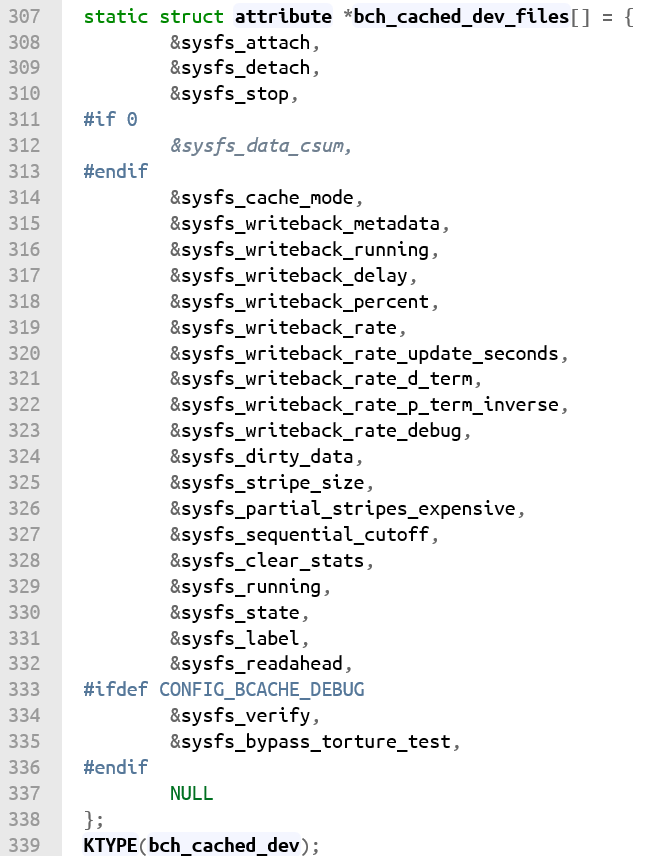 307 static struct attribute *bch_cached_dev_files[] = {
308         &sysfs_attach,
309         &sysfs_detach,
310         &sysfs_stop,
311 #if 0
312         &sysfs_data_csum,
313 #endif
314         &sysfs_cache_mode,
315         &sysfs_writeback_metadata,
316         &sysfs_writeback_running,
317         &sysfs_writeback_delay,
318         &sysfs_writeback_percent,
319         &sysfs_writeback_rate,
320         &sysfs_writeback_rate_update_seconds,
321         &sysfs_writeback_rate_d_term,
322         &sysfs_writeback_rate_p_term_inverse,
323         &sysfs_writeback_rate_debug,
324         &sysfs_dirty_data,
325         &sysfs_stripe_size,
326         &sysfs_partial_stripes_expensive,
327         &sysfs_sequential_cutoff,
328         &sysfs_clear_stats,
329         &sysfs_running,
330         &sysfs_state,
331         &sysfs_label,
332         &sysfs_readahead,
333 #ifdef CONFIG_BCACHE_DEBUG
334         &sysfs_verify,
335         &sysfs_bypass_torture_test,
336 #endif
337         NULL
338 };
339 KTYPE(bch_cached_dev);